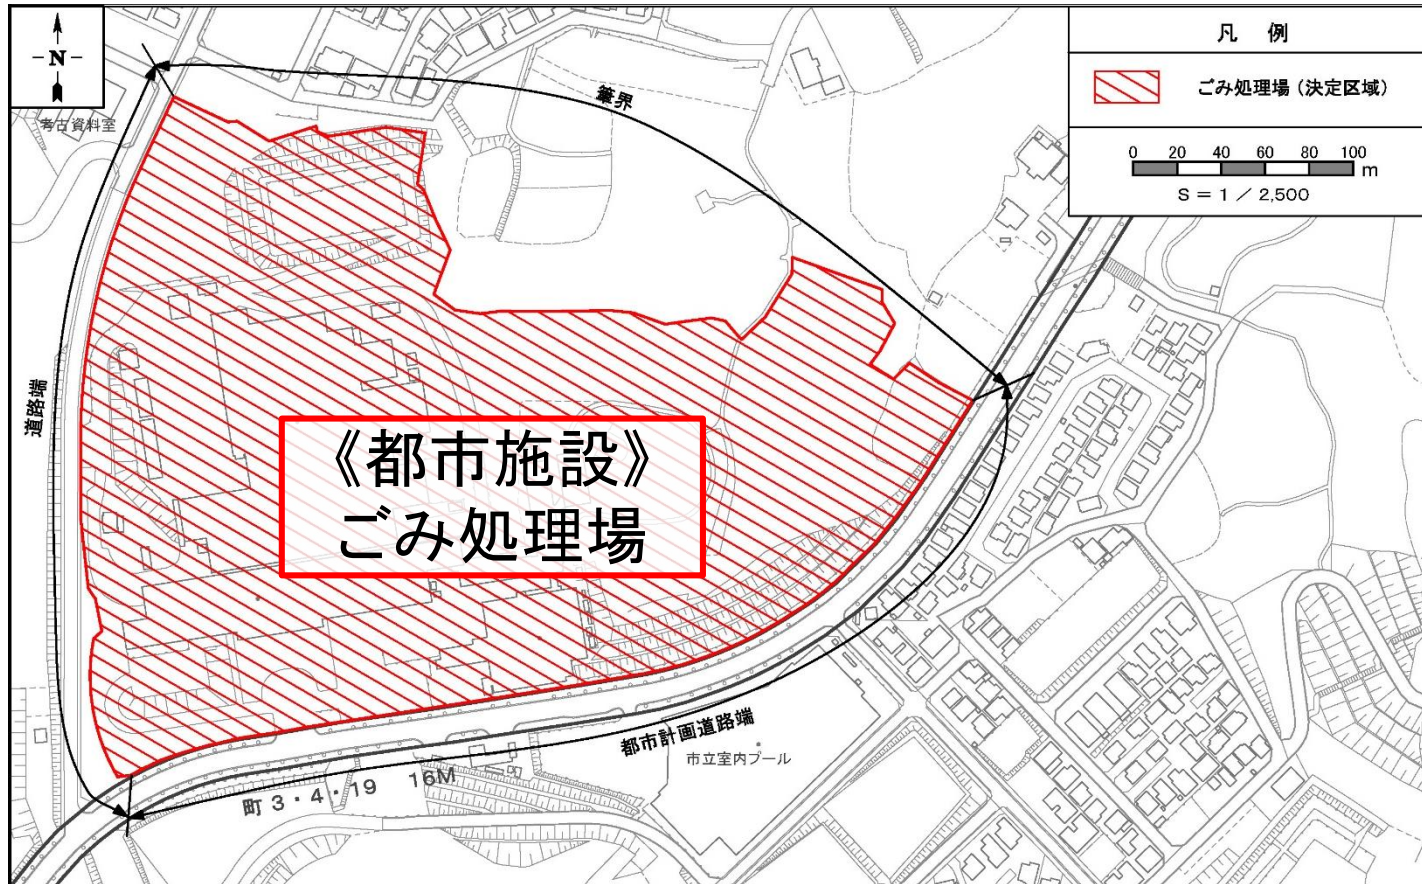 N
凡 例
ごみ処理場(決定区域)
0 20 40 60 80 100
m
S = 1 / 2,500
考古資料室
筆界
道路端
《都市施設》
ごみ処理場
都市計画道路端
市立室内プール
町 3・4・19 16M